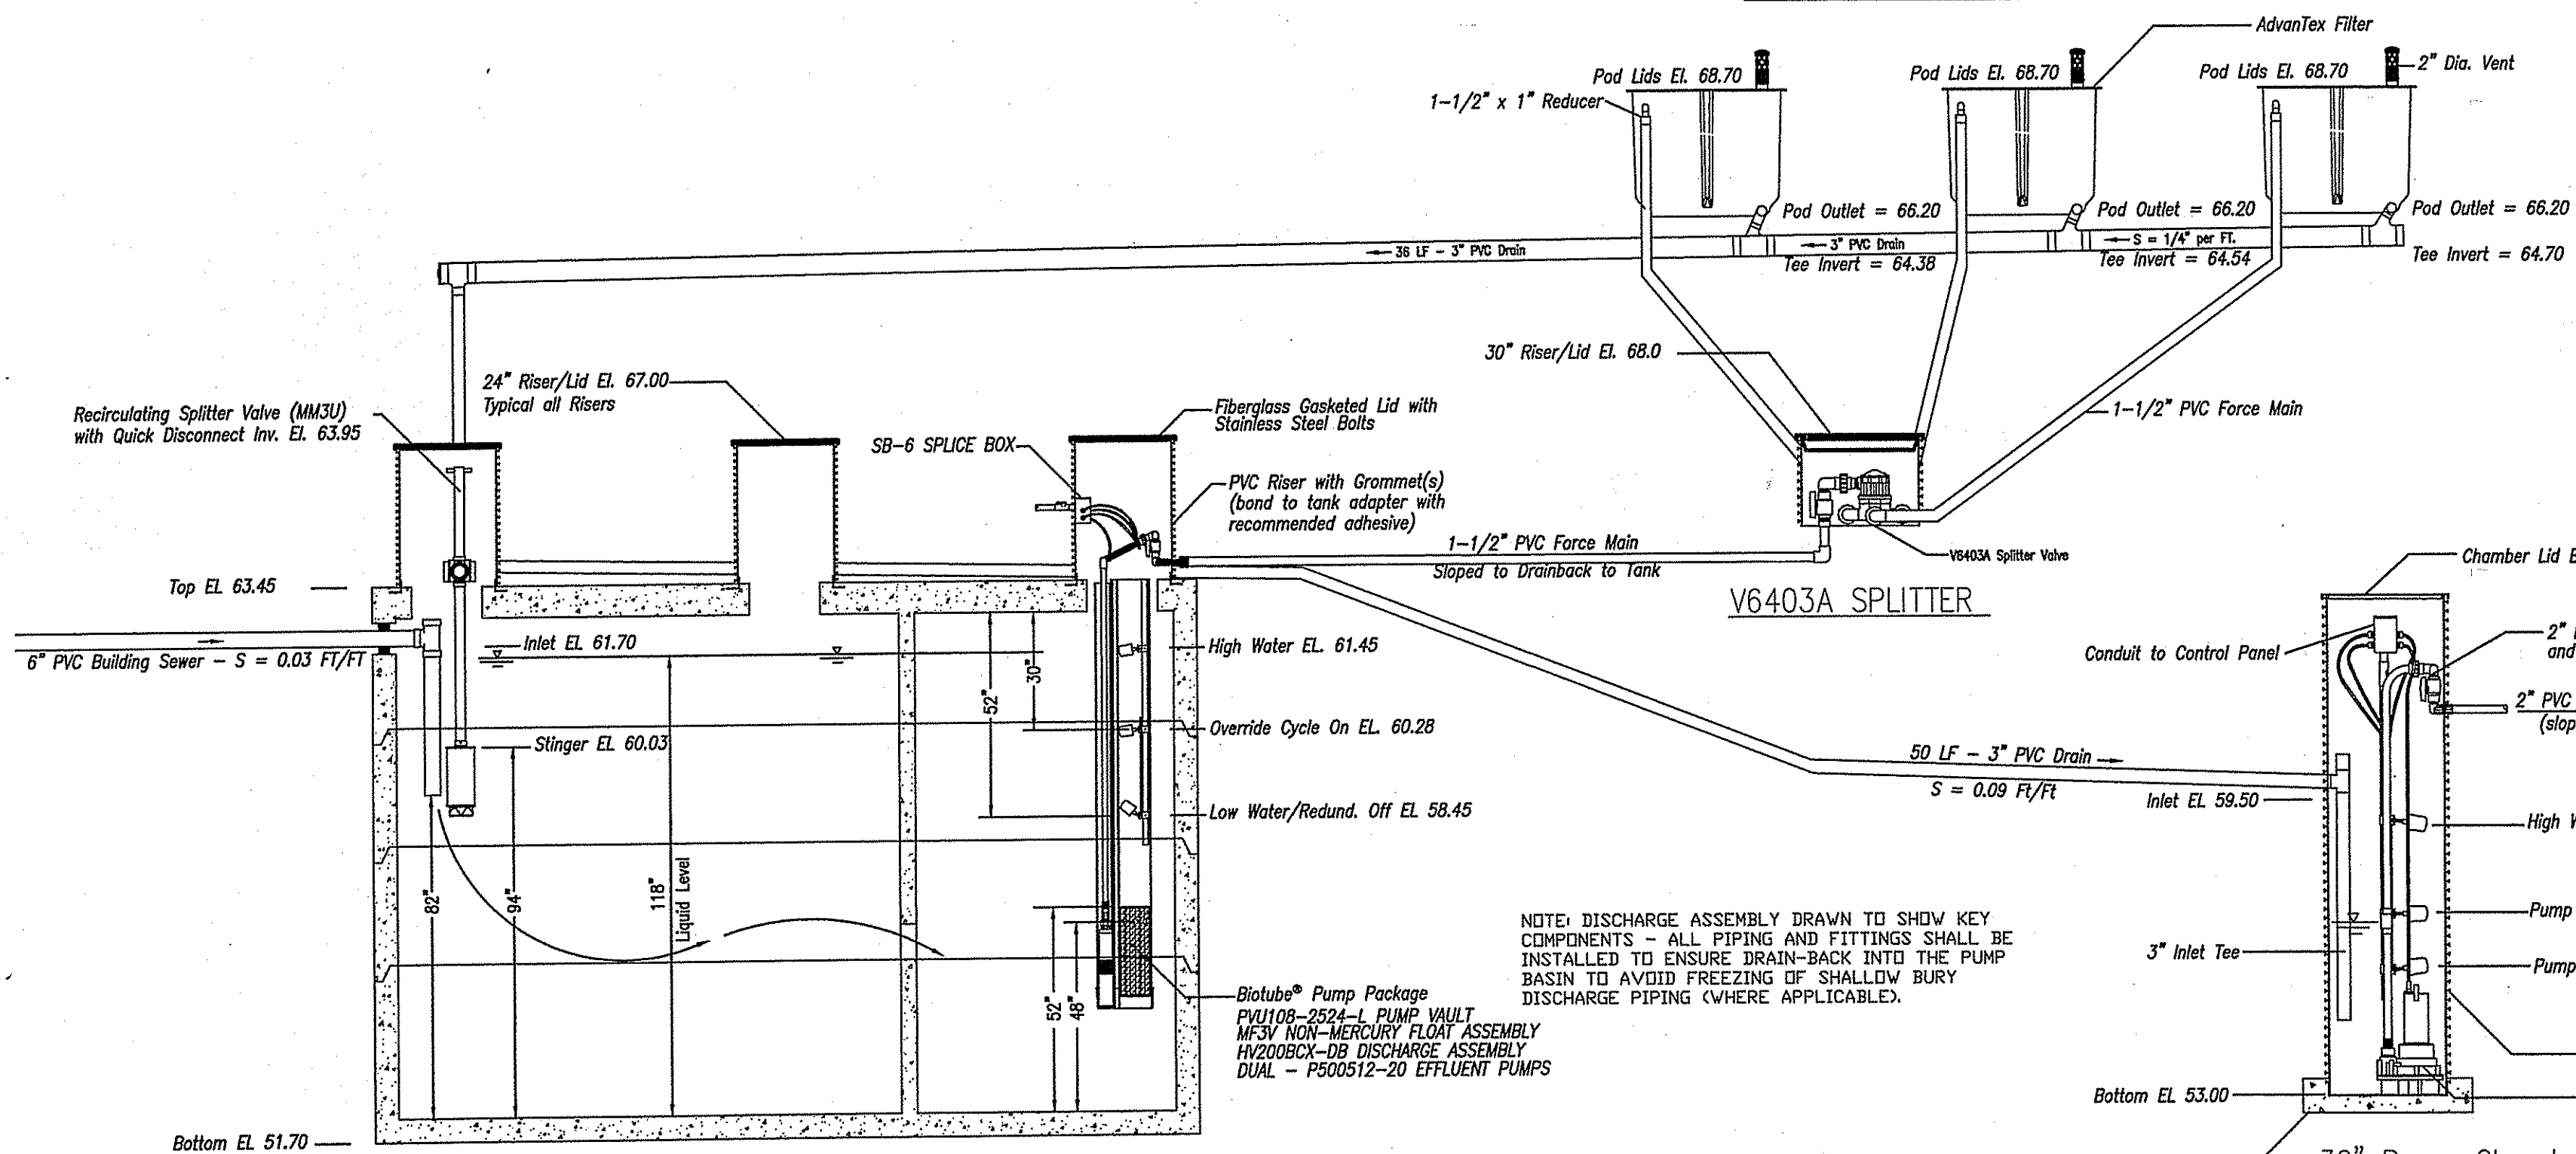 AdvanTex Filter
Pod Lids El. 68.70
Pod Lids El. 68.70
Pod Lids El. 68.70
2" Dia. Vent
1-1/2" x 1" Reducer
Pod Outlet = 66.20
Pod Outlet = 66.20
Pod Outlet = 66.20
36 LF - 3" PVC Drain
3" PVC Drain
S = 1/4" per FT.
Tee Invert = 64.38
Tee Invert = 64.54
Tee Invert = 64.70
30" Riser/Lid El. 68.0
24" Riser/Lid El. 67.00
Typical all Risers
Recirculating Splitter Valve (MM3U)
with Quick Disconnect Inv. El. 63.95
Fiberglass Gasketed Lid with
Stainless Steel Bolts
1-1/2" PVC Force Main
SB-6 SPLICE BOX
PVC Riser with Grommet(s)
(bond to tank adapter with
recommended adhesive)
1-1/2" PVC Force Main
Sloped to Drainback to Tank
V6403A Splitter Valve
V6403A SPLITTER
Chamber Lid E
Top EL 63.45
Inlet EL 61.70
6" PVC Building Sewer - S = 0.03 FT/FT
High Water EL. 61.45
30"
52"
Conduit to Control Panel
2"
and
2" PVC
(slop
Override Cycle On EL. 60.28
Stinger EL 60.03
50 LF - 3" PVC Drain
S = 0.09 Ft/Ft
Inlet EL 59.50
Low Water/Redund. Off EL 58.45
High W
82"
94"
118"
Liquid Level
52"
48"
NOTE: DISCHARGE ASSEMBLY DRAWN TO SHOW KEY
COMPONENTS - ALL PIPING AND FITTINGS SHALL BE
INSTALLED TO ENSURE DRAIN-BACK INTO THE PUMP
BASIN TO AVOID FREEZING OF SHALLOW BURY
DISCHARGE PIPING (WHERE APPLICABLE).
Pump
3" Inlet Tee
Pump
Biotube® Pump Package
PVU108-2524-L PUMP VAULT
MF3V NON-MERCURY FLOAT ASSEMBLY
HV200BCX-DB DISCHARGE ASSEMBLY
DUAL - P500512-20 EFFLUENT PUMPS
Bottom EL 53.00
Bottom EL 51.70